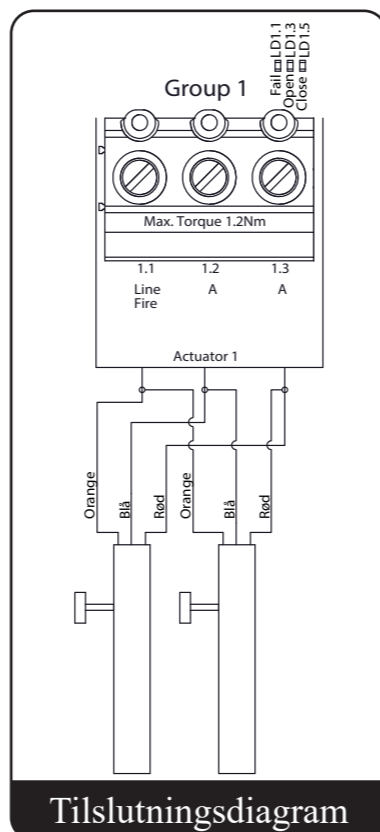 Fail LD1.1
Open LD1.3
Close LD1.5
Group 1
Max. Torque 1.2Nm
1.1 1.2 1.3
Line A A
Fire
Actuator 1
Orange Blå Rød Orange Blå Rød
Tilslutningsdiagram